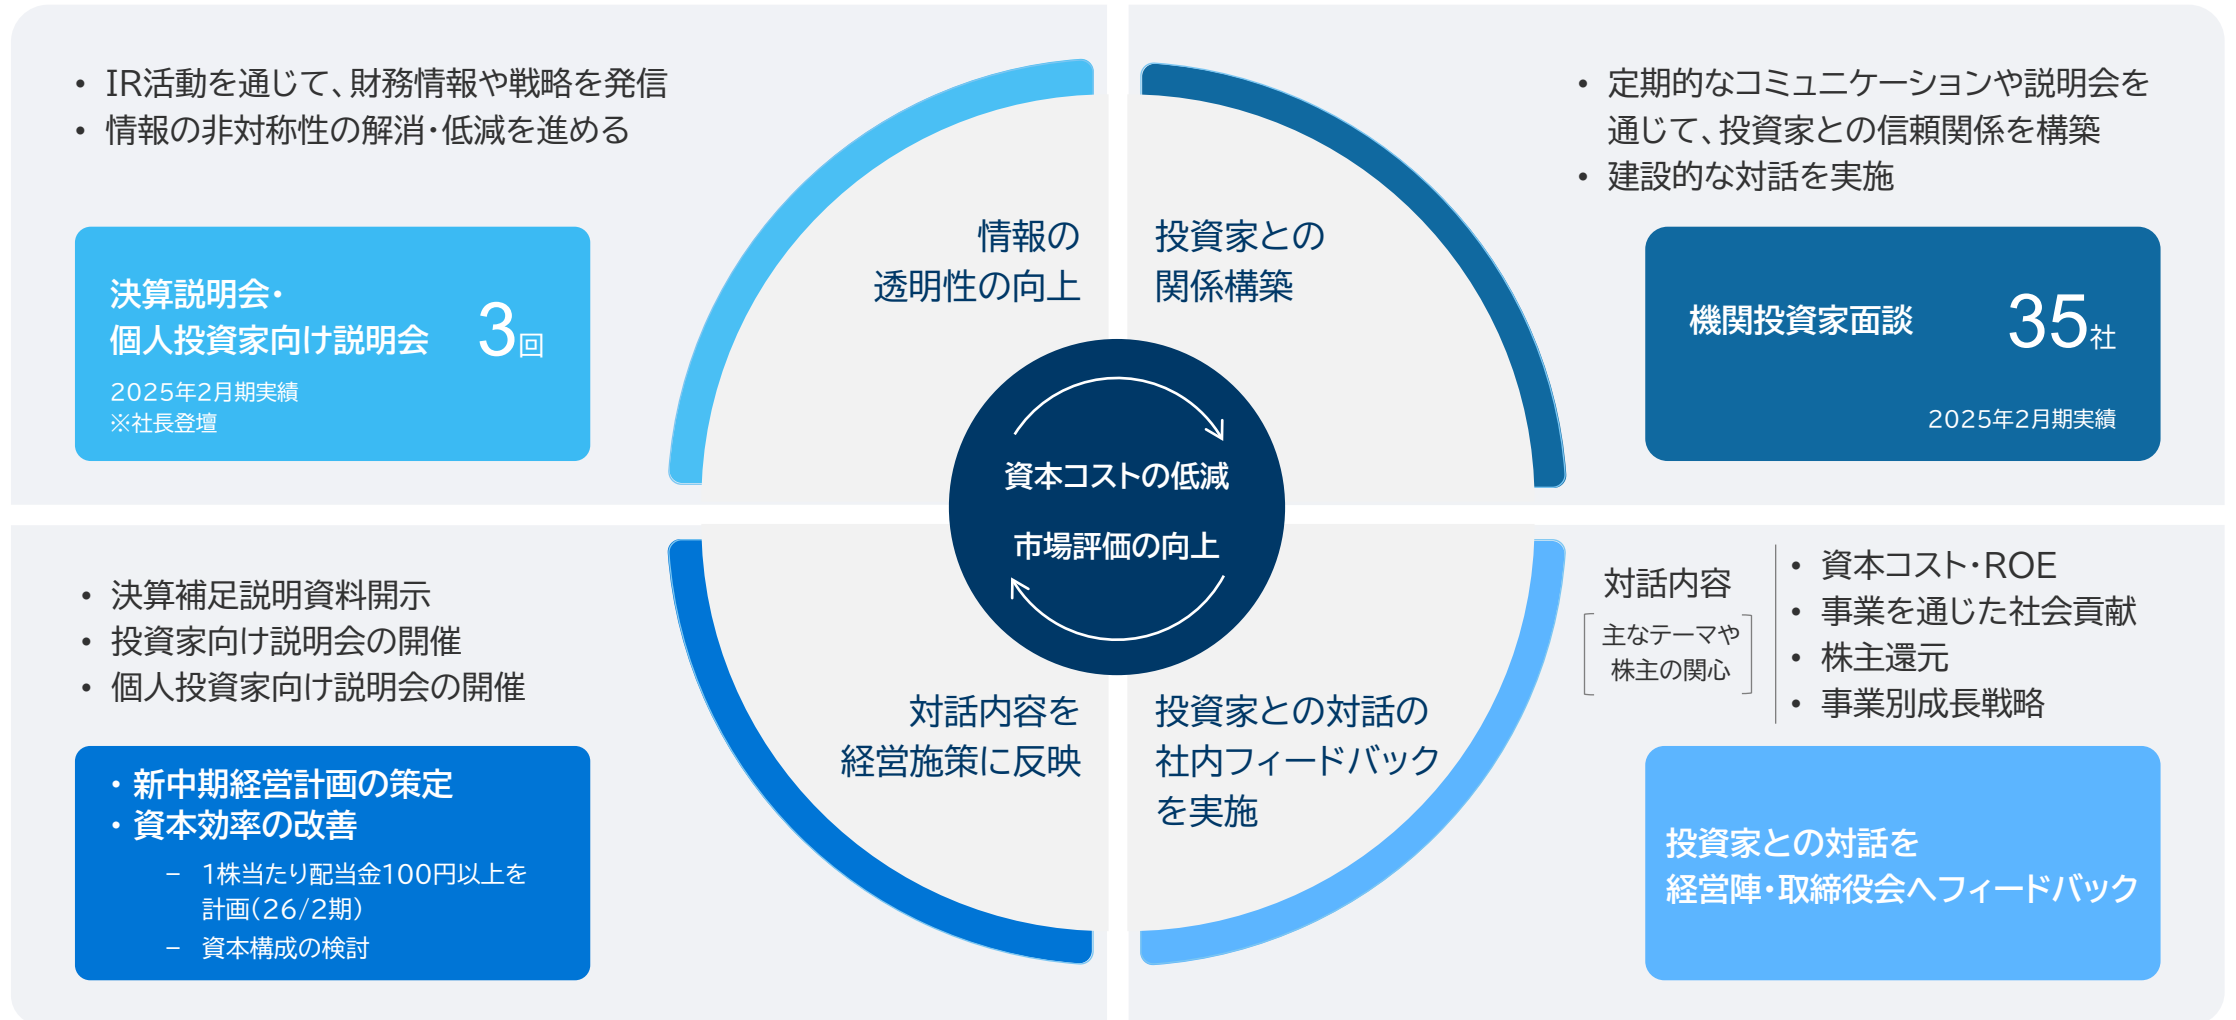 • IR活動を通じて、財務情報や戦略を発信
• 情報の非対称性の解消・低減を進める
決算説明会・
個人投資家向け説明会 3回
2025年2月期実績
※社長登壇
情報の
透明性の向上
投資家との
関係構築
• 定期的なコミュニケーションや説明会を
通じて、投資家との信頼関係を構築
• 建設的な対話を実施
機関投資家面談 35社
2025年2月期実績
資本コストの低減
市場評価の向上
• 決算補足説明資料開示
• 投資家向け説明会の開催
• 個人投資家向け説明会の開催
・新中期経営計画の策定
・資本効率の改善
– 1株当たり配当金100円以上を
計画(26/2期)
– 資本構成の検討
対話内容を
経営施策に反映
投資家との対話の
社内フィードバック
を実施
対話内容
主なテーマや
株主の関心
• 資本コスト・ROE
• 事業を通じた社会貢献
• 株主還元
• 事業別成長戦略
投資家との対話を
経営陣・取締役会へフィードバック